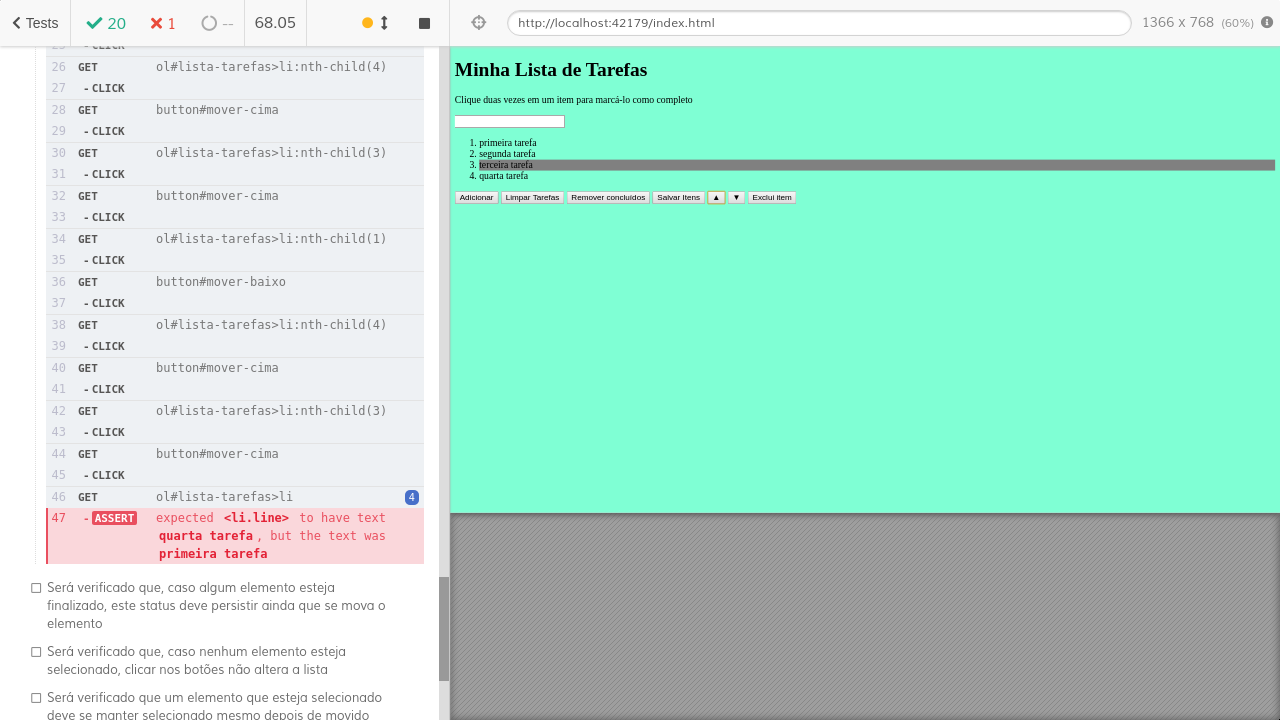 Tests 20 1 -- 68.05 http://localhost:42179/index.html 1366 x 768 (60%)
25 -CLICK
26 GET ol#lista-tarefas>li:nth-child(4)
27 -CLICK
28 GET button#mover-cima
29 -CLICK
30 GET ol#lista-tarefas>li:nth-child(3)
31 -CLICK
32 GET button#mover-cima
33 -CLICK
34 GET ol#lista-tarefas>li:nth-child(1)
35 -CLICK
36 GET button#mover-baixo
37 -CLICK
38 GET ol#lista-tarefas>li:nth-child(4)
39 -CLICK
40 GET button#mover-cima
41 -CLICK
42 GET ol#lista-tarefas>li:nth-child(3)
43 -CLICK
44 GET button#mover-cima
45 -CLICK
46 GET ol#lista-tarefas>li 4
47 -ASSERT expected <li.line> to have text
quarta tarefa , but the text was
primeira tarefa
Será verificado que, caso algum elemento esteja
finalizado, este status deve persistir ainda que se mova o
elemento
Será verificado que, caso nenhum elemento esteja
selecionado, clicar nos botões não altera a lista
Será verificado que um elemento que esteja selecionado
deve se manter selecionado mesmo depois de movido
Minha Lista de Tarefas
Clique duas vezes em um item para marcá-lo como completo
1. primeira tarefa
2. segunda tarefa
3. terceira tarefa
4. quarta tarefa
Adicionar Limpar Tarefas Remover concluídos Salvar Itens ▲ ▼ Exclui item